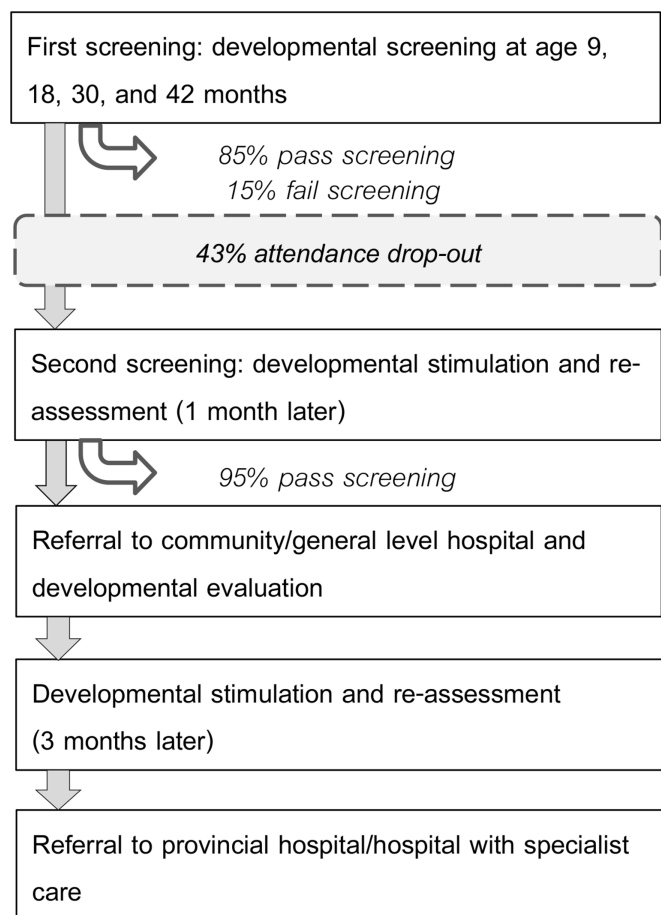 First screening: developmental screening at age 9,
18, 30, and 42 months
85% pass screening
15% fail screening
43% attendance drop-out
Second screening: developmental stimulation and re-
assessment (1 month later)
95% pass screening
Referral to community/general level hospital and
developmental evaluation
Developmental stimulation and re-assessment
(3 months later)
Referral to provincial hospital/hospital with specialist
care